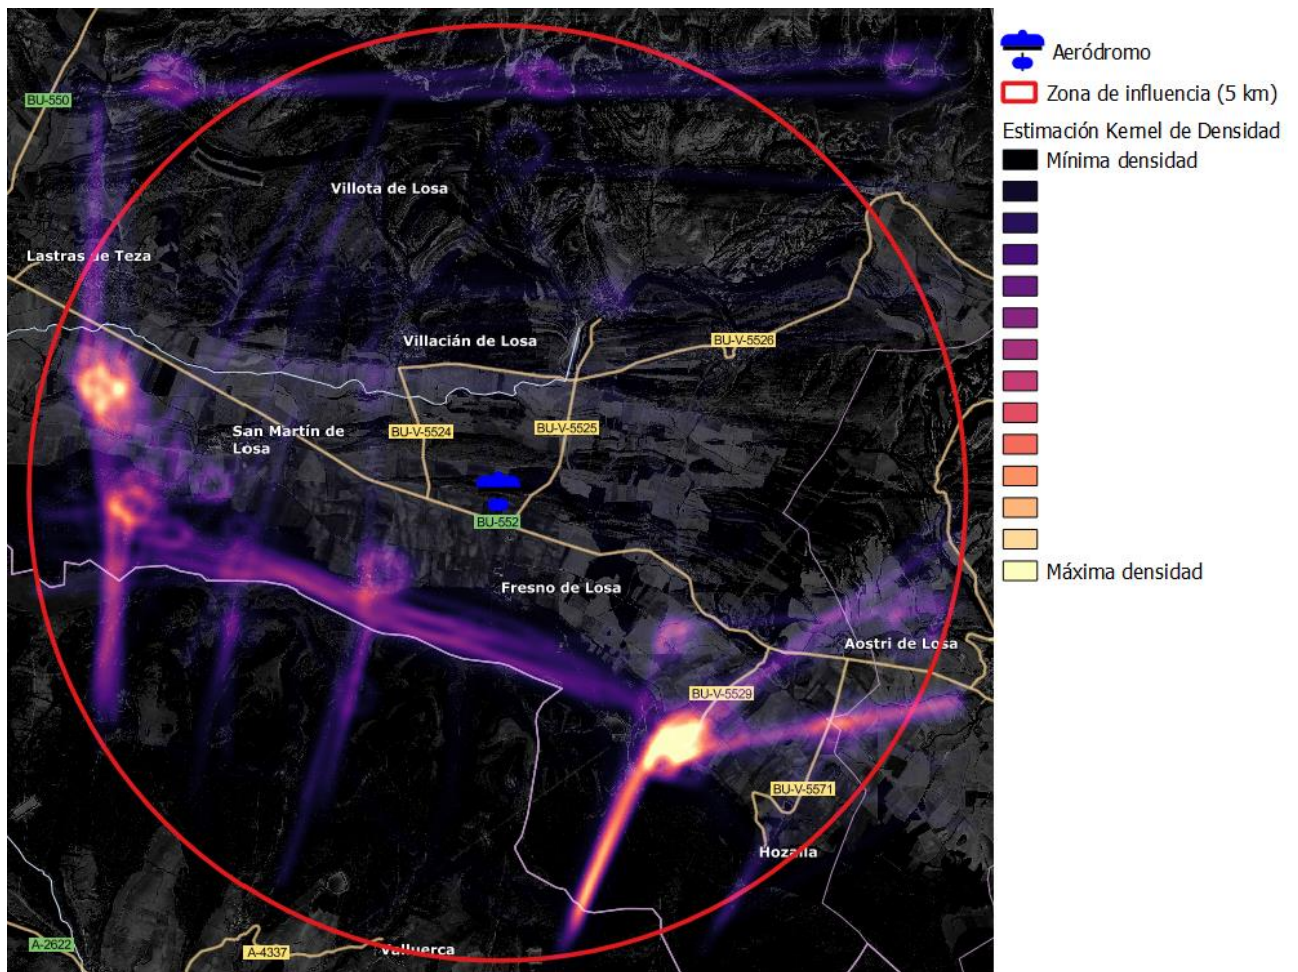 Aeródromo
Zona de influencia (5 km)
Estimación Kernel de Densidad
Mínima densidad
Máxima densidad
BU-550
Villota de Losa
Lastras de Teza
Villacián de Losa
BU-V-5526
San Martín de
Losa
BU-V-5524
BU-V-5525
BU-552
Fresno de Losa
Aostri de Losa
BU-V-5529
BU-V-5571
Hozalla
A-2622
A-4337
Valluerca